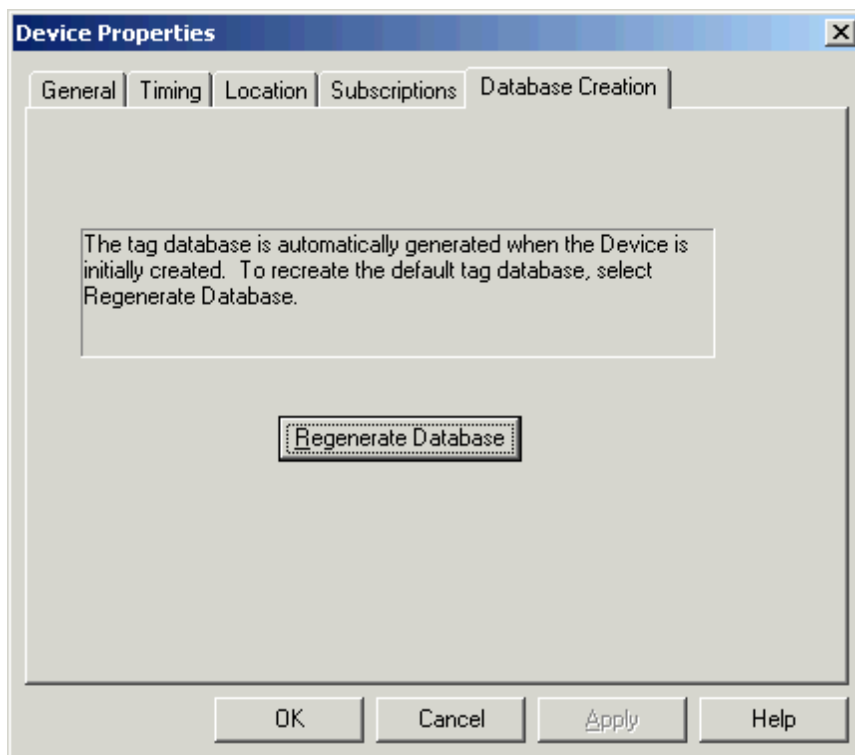 Device Properties
General Timing Location Subscriptions Database Creation
The tag database is automatically generated when the Device is
initially created.  To recreate the default tag database, select
Regenerate Database.
Regenerate Database
OK Cancel Apply Help